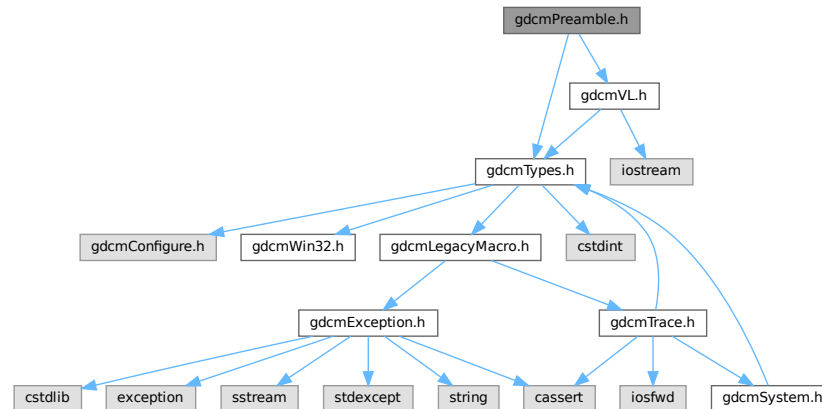 gdcmPreamble.h
gdcmVL.h
gdcmTypes.h
iostream
gdcmConfigure.h
gdcmWin32.h
gdcmLegacyMacro.h
cstdint
gdcmException.h
gdcmTrace.h
cstdlib
exception
sstream
stdexcept
string
cassert
iosfwd
gdcmSystem.h